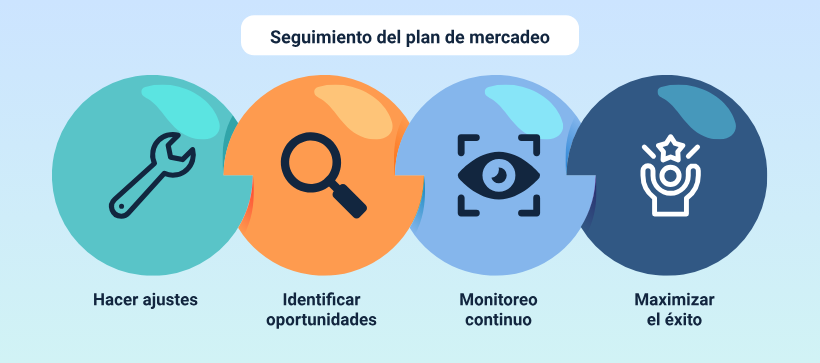 Seguimiento del plan de mercadeo
Hacer ajustes
Identificar
oportunidades
Monitoreo
continuo
Maximizar
el éxito